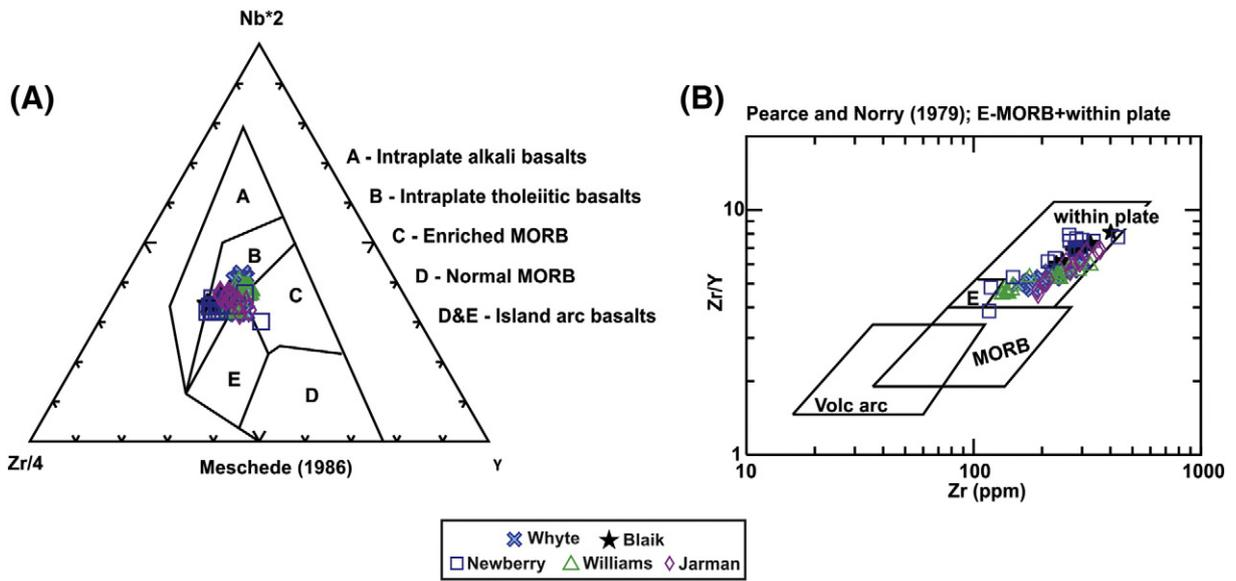 (A)
Nb*2
A
B
C
E
D
Zr/4
Y
Meschede (1986)
A - Intraplate alkali basalts
B - Intraplate tholeiitic basalts
C - Enriched MORB
D - Normal MORB
D&E - Island arc basalts
(B)
Pearce and Norry (1979); E-MORB+within plate
Zr/Y
10
1
within plate
E
MORB
Volc arc
10
100
1000
Zr (ppm)
Whyte
Blaik
Newberry
Williams
Jarman